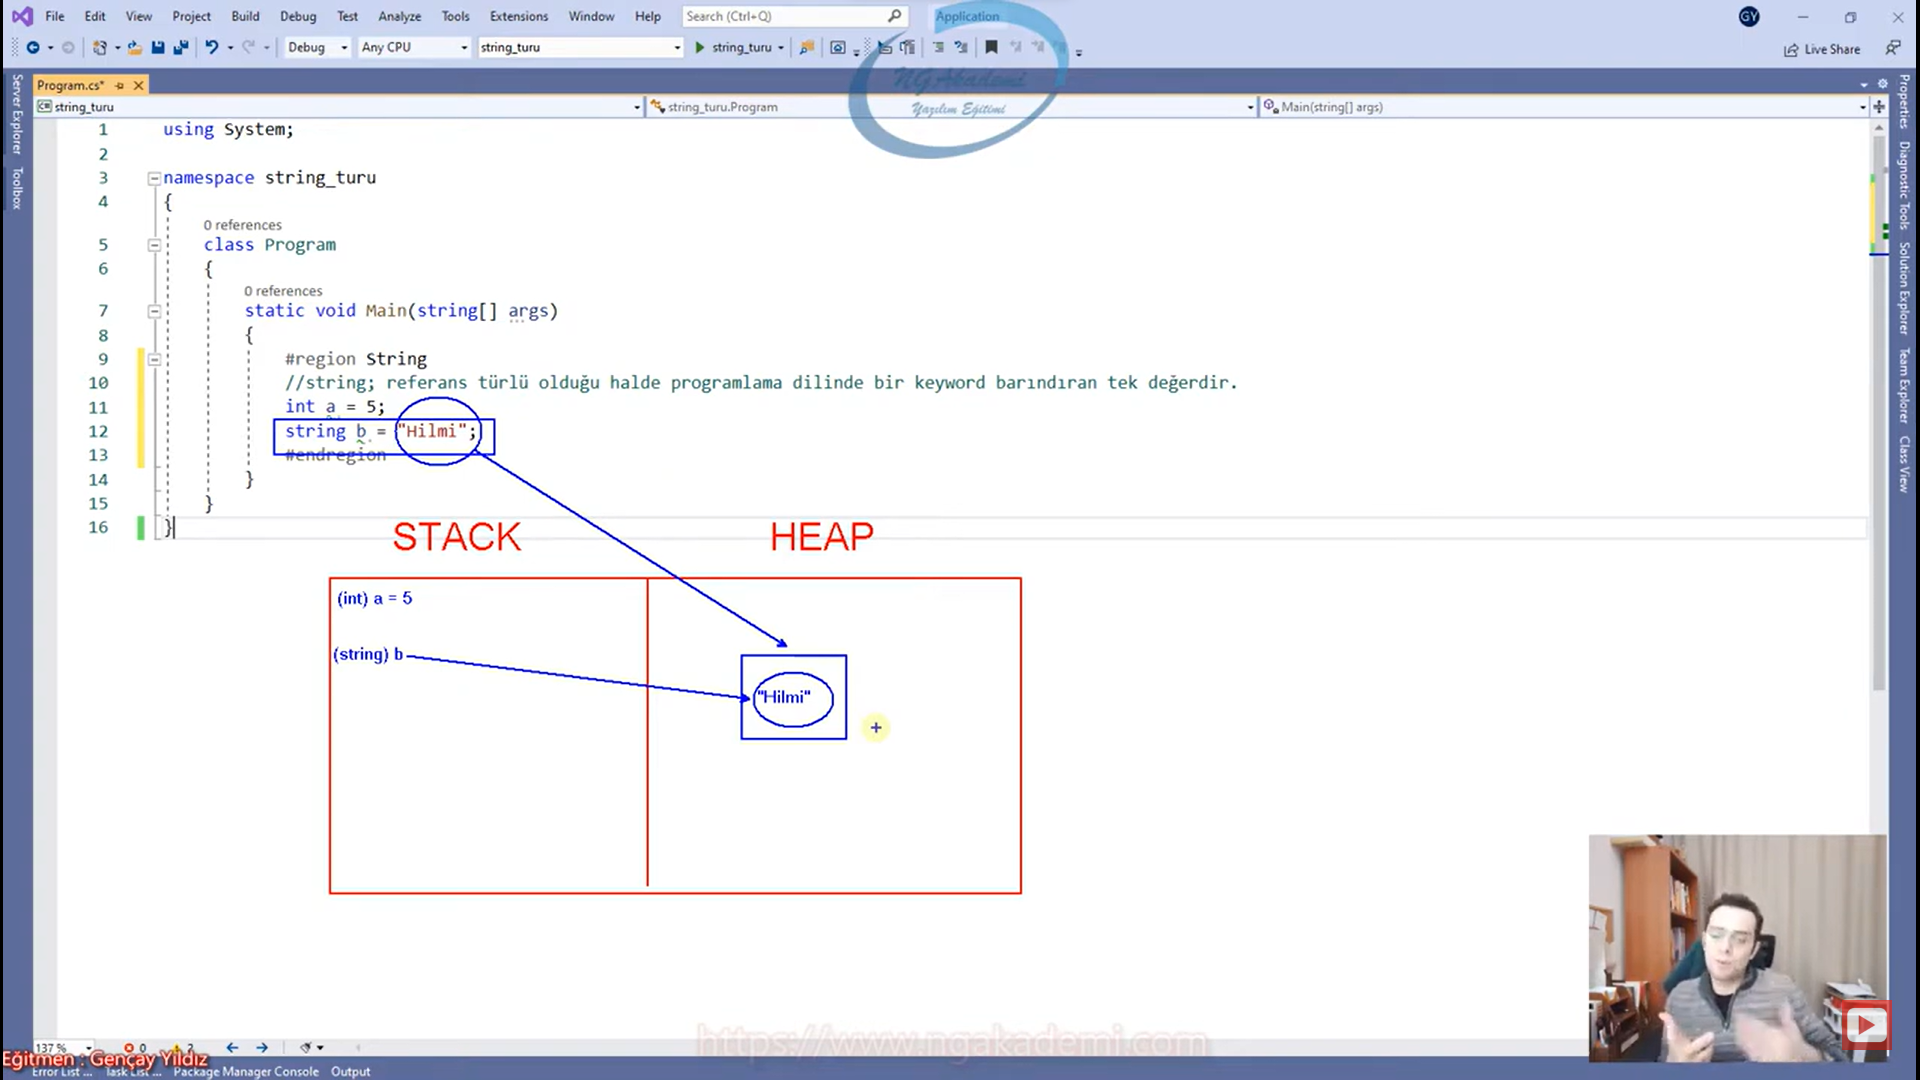 File Edit View Project Build Debug Test Analyze Tools Extensions Window Help Search (Ctrl+Q) Application GY
Debug Any CPU string_turu string_turu Live Share
Program.cs*
string_turu string_turu.Program Main(string[] args)
Server Explorer
Toolbox
Properties
Diagnostic Tools
Solution Explorer
Team Explorer
Class View
NGAkademi
Yazılım Eğitimi
1 using System;
2
3 namespace string_turu
4 {
0 references
5 class Program
6 {
0 references
7 static void Main(string[] args)
8 {
9 #region String
10 //string; referans türlü olduğu halde programlama dilinde bir keyword barındıran tek değerdir.
11 int a = 5;
12 string b = "Hilmi";
13 #endregion
14 }
15 }
16 }
STACK HEAP
(int) a = 5
(string) b
"Hilmi"
https://www.ngakademi.com
137 % 0 2
Eğitmen : Gençay Yıldız
Error List ... Task List ... Package Manager Console Output